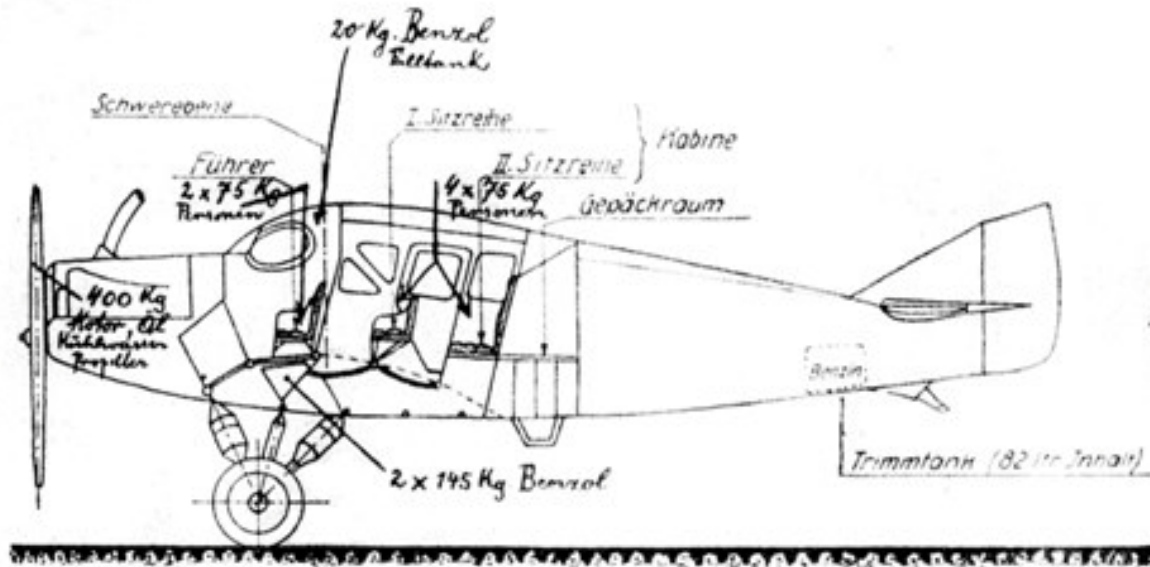 20 Kg. Benzol
Falltank
Schwerebene
I. Sitzreihe
Kabine
Führer
II. Sitzreihe
2 x 75 Kg
Personen
4 x 75 Kg
Personen
Gepäckraum
400 Kg
Motor, Öl
Kühlwasser
Propeller
Benzin
Trimmtank (82 ltr. Inhalt)
2 x 145 Kg Benzol